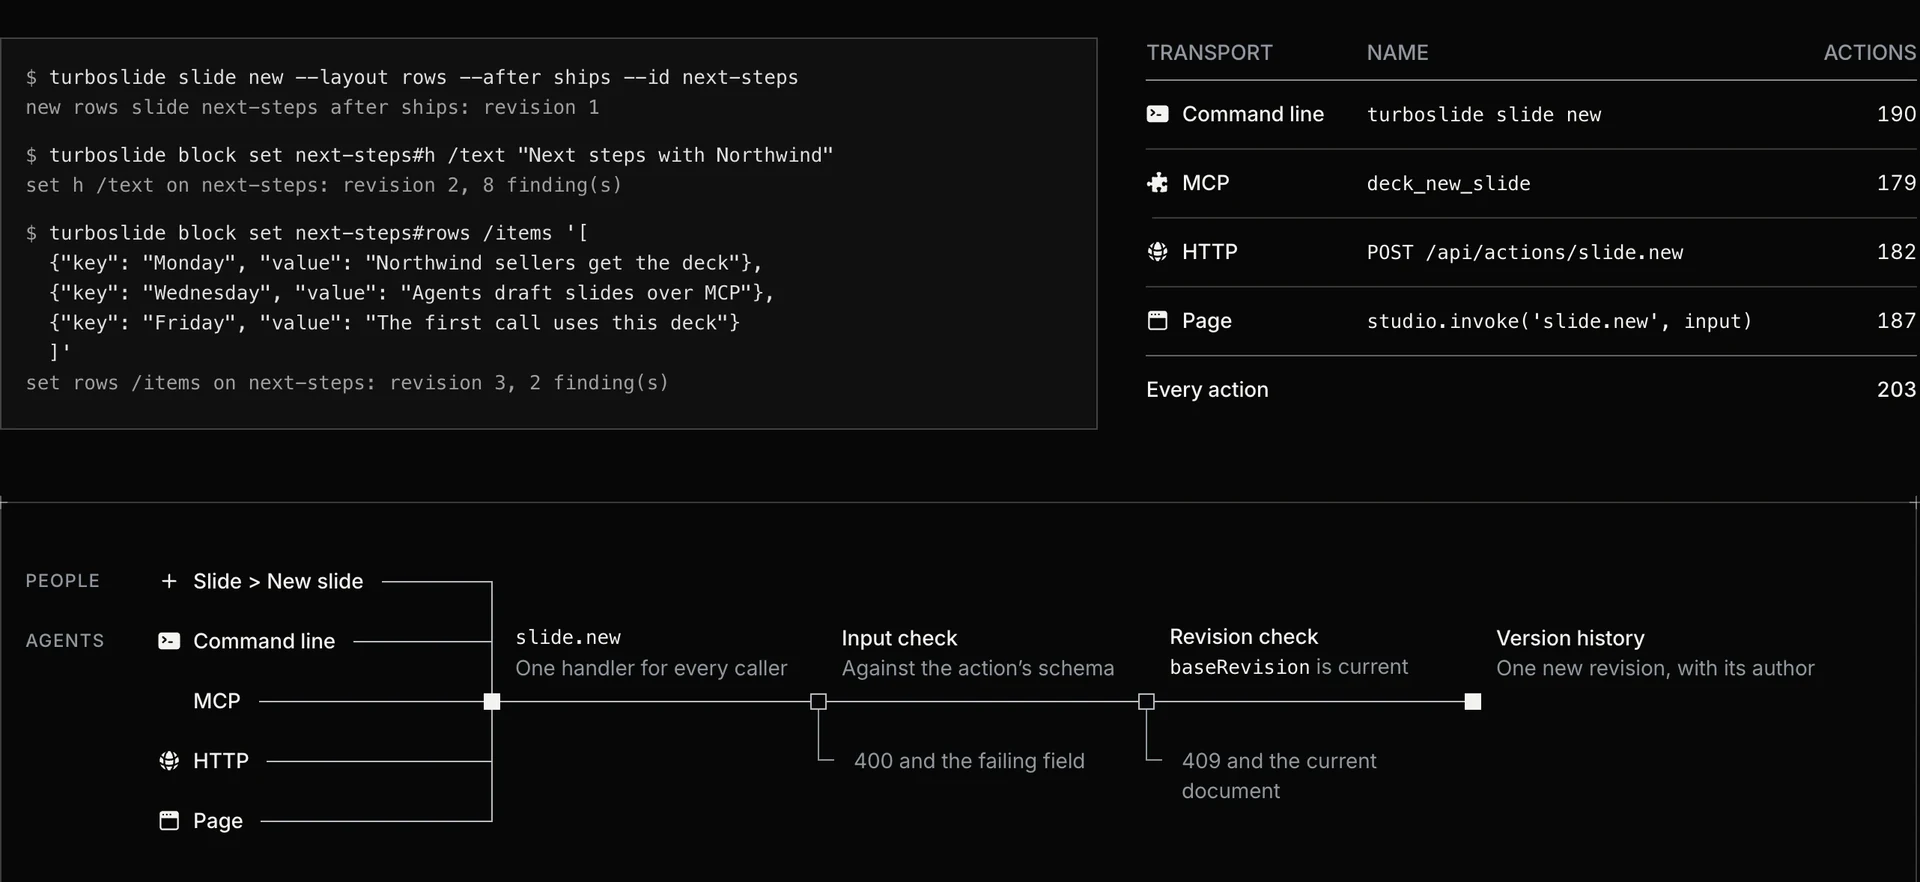 $ turboslide slide new --layout rows --after ships --id next-steps
new rows slide next-steps after ships: revision 1
$ turboslide block set next-steps#h /text "Next steps with Northwind"
set h /text on next-steps: revision 2, 8 finding(s)
$ turboslide block set next-steps#rows /items '[
{"key": "Monday", "value": "Northwind sellers get the deck"},
{"key": "Wednesday", "value": "Agents draft slides over MCP"},
{"key": "Friday", "value": "The first call uses this deck"}
]'
set rows /items on next-steps: revision 3, 2 finding(s)
TRANSPORT NAME ACTIONS
Command line turboslide slide new 190
MCP deck_new_slide 179
HTTP POST /api/actions/slide.new 182
Page studio.invoke('slide.new', input) 187
Every action 203
PEOPLE + Slide > New slide
AGENTS Command line
MCP
HTTP
Page
slide.new
One handler for every caller
Input check
Against the action’s schema
400 and the failing field
Revision check
baseRevision is current
409 and the current
document
Version history
One new revision, with its author